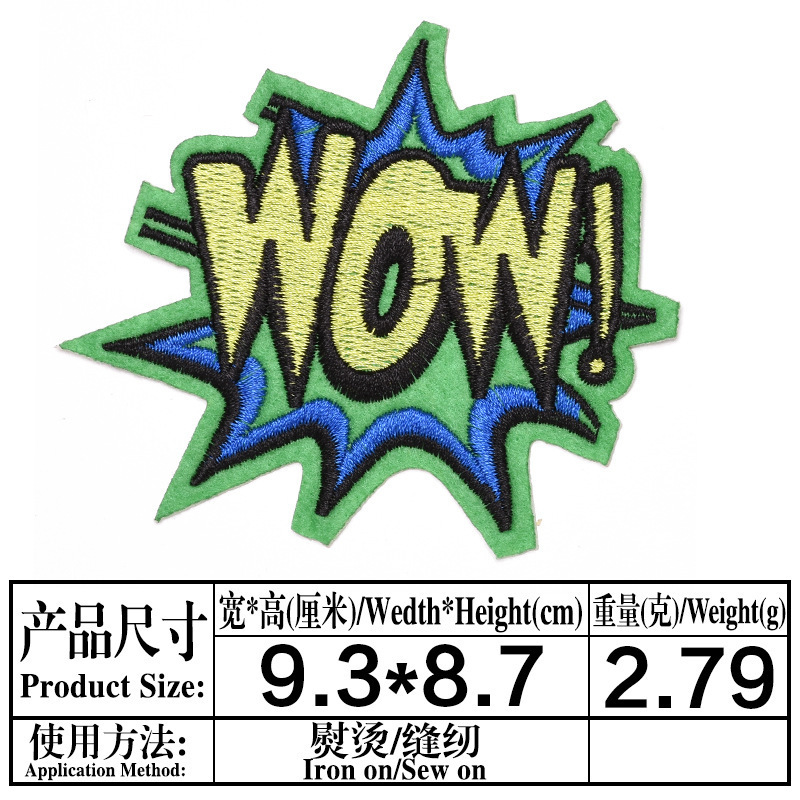 WOW!
产品尺寸
Product Size:
宽*高(厘米)/Wedth*Height(cm)
9.3*8.7
重量(克)/Weight(g)
2.79
使用方法:
Application Method:
熨烫/缝纫
Iron on/Sew on